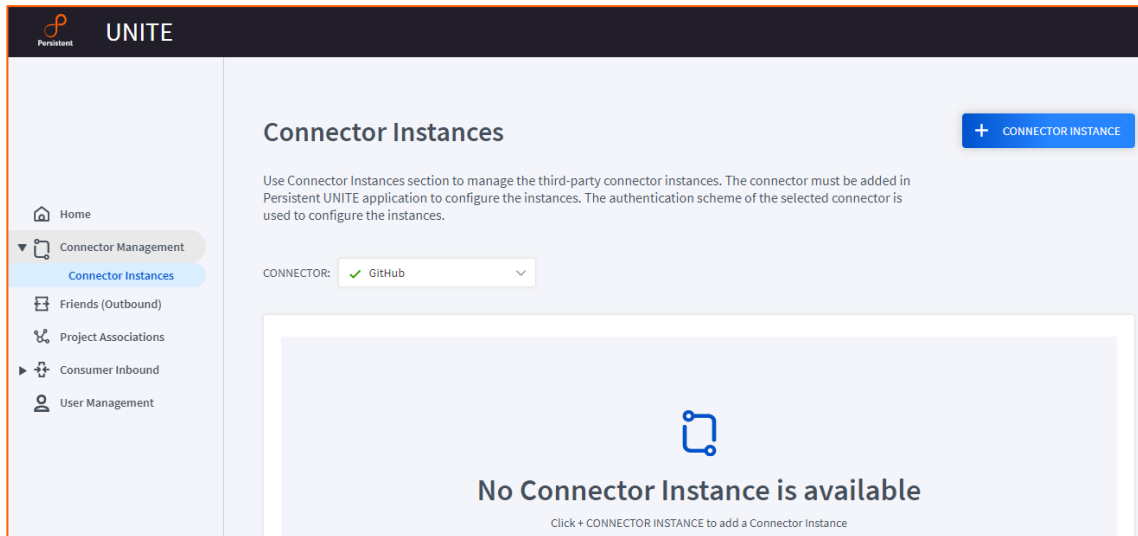 Persistent
UNITE
Home
Connector Management
Connector Instances
Friends (Outbound)
Project Associations
Consumer Inbound
User Management
Connector Instances
+ CONNECTOR INSTANCE
Use Connector Instances section to manage the third-party connector instances. The connector must be added in
Persistent UNITE application to configure the instances. The authentication scheme of the selected connector is
used to configure the instances.
CONNECTOR: GitHub
No Connector Instance is available
Click + CONNECTOR INSTANCE to add a Connector Instance